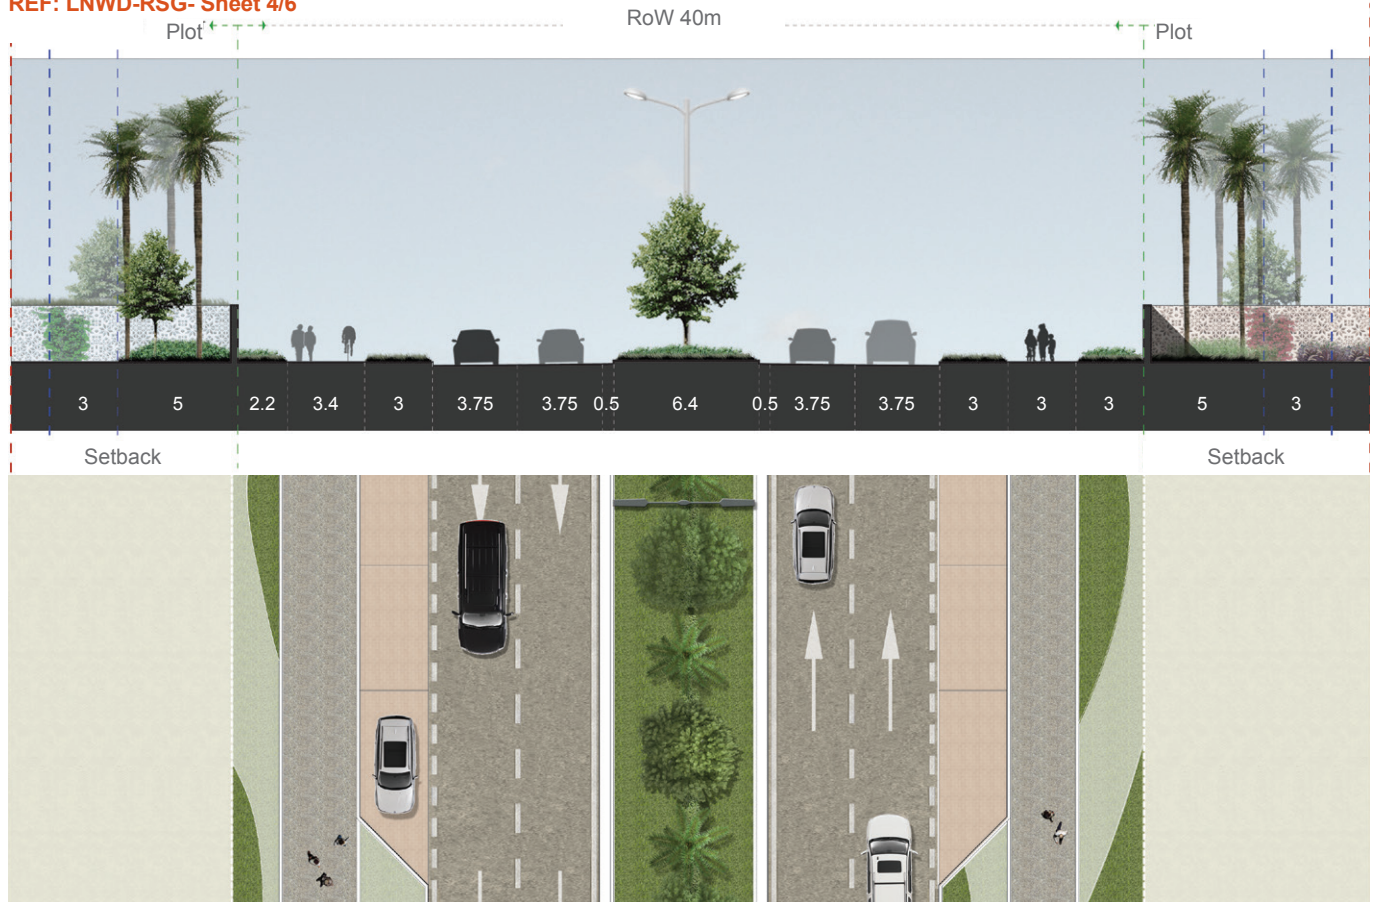 REF: LNWD-RSG- Sheet 4/6
Plot RoW 40m Plot
3 5 2.2 3.4 3 3.75 3.75 0.5 6.4 0.5 3.75 3.75 3 3 3 5 3
Setback Setback